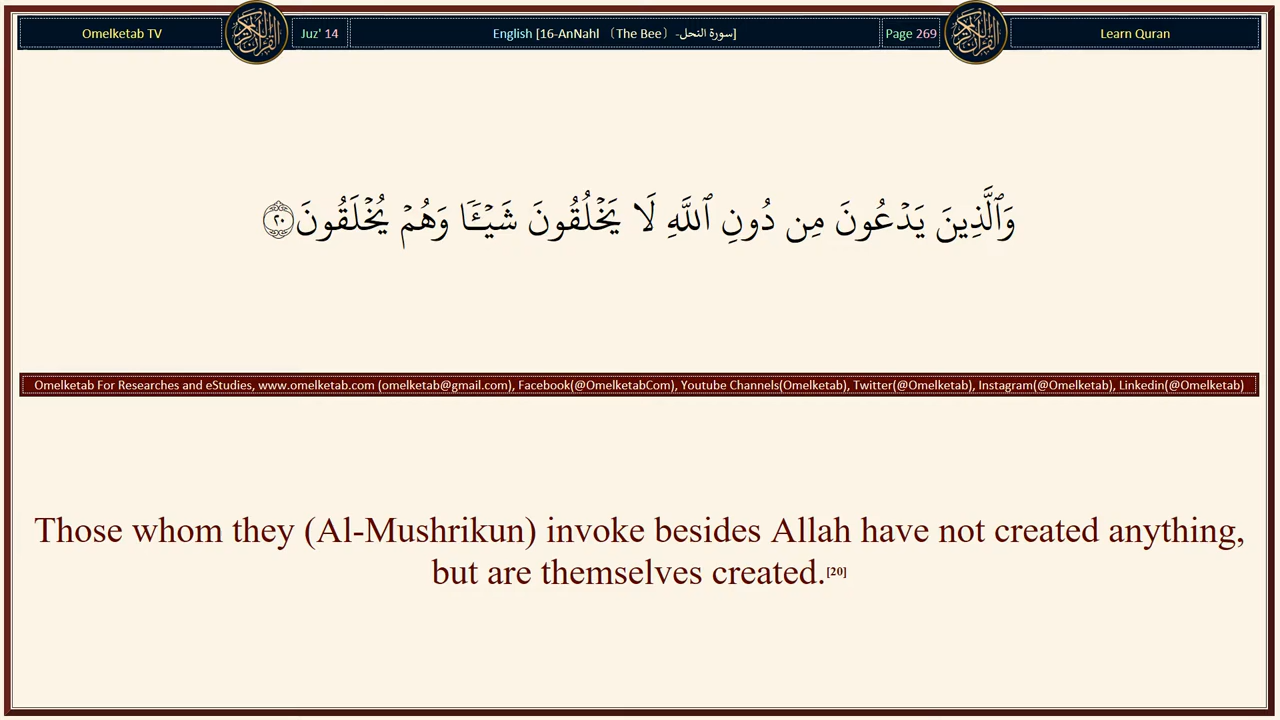 Omelketab TV
Juz' 14
English [16-AnNahl (The Bee) -سورة النحل]
Page 269
Learn Quran
وَٱلَّذِينَ يَدۡعُونَ مِن دُونِ ٱللَّهِ لَا يَخۡلُقُونَ شَيۡـٔٗا وَهُمۡ يُخۡلَقُونَ ٢٠
Omelketab For Researches and eStudies, www.omelketab.com (omelketab@gmail.com), Facebook(@OmelketabCom), Youtube Channels(Omelketab), Twitter(@Omelketab), Instagram(@Omelketab), Linkedin(@Omelketab)
Those whom they (Al-Mushrikun) invoke besides Allah have not created anything,
but are themselves created.[20]